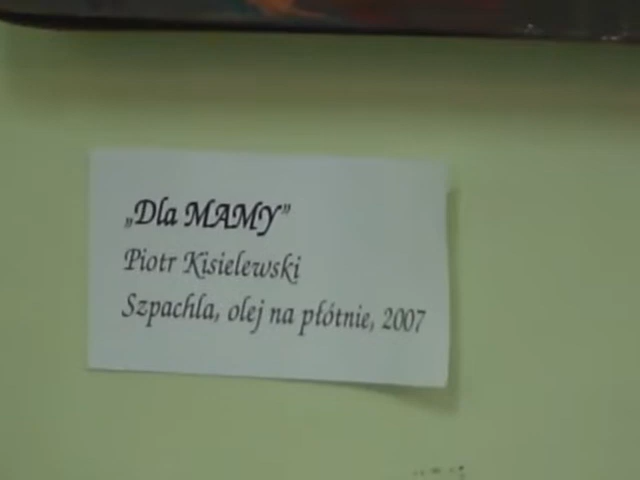 „Dla MAMY”
Piotr Kisielewski
Szpachla, olej na płótnie, 2007